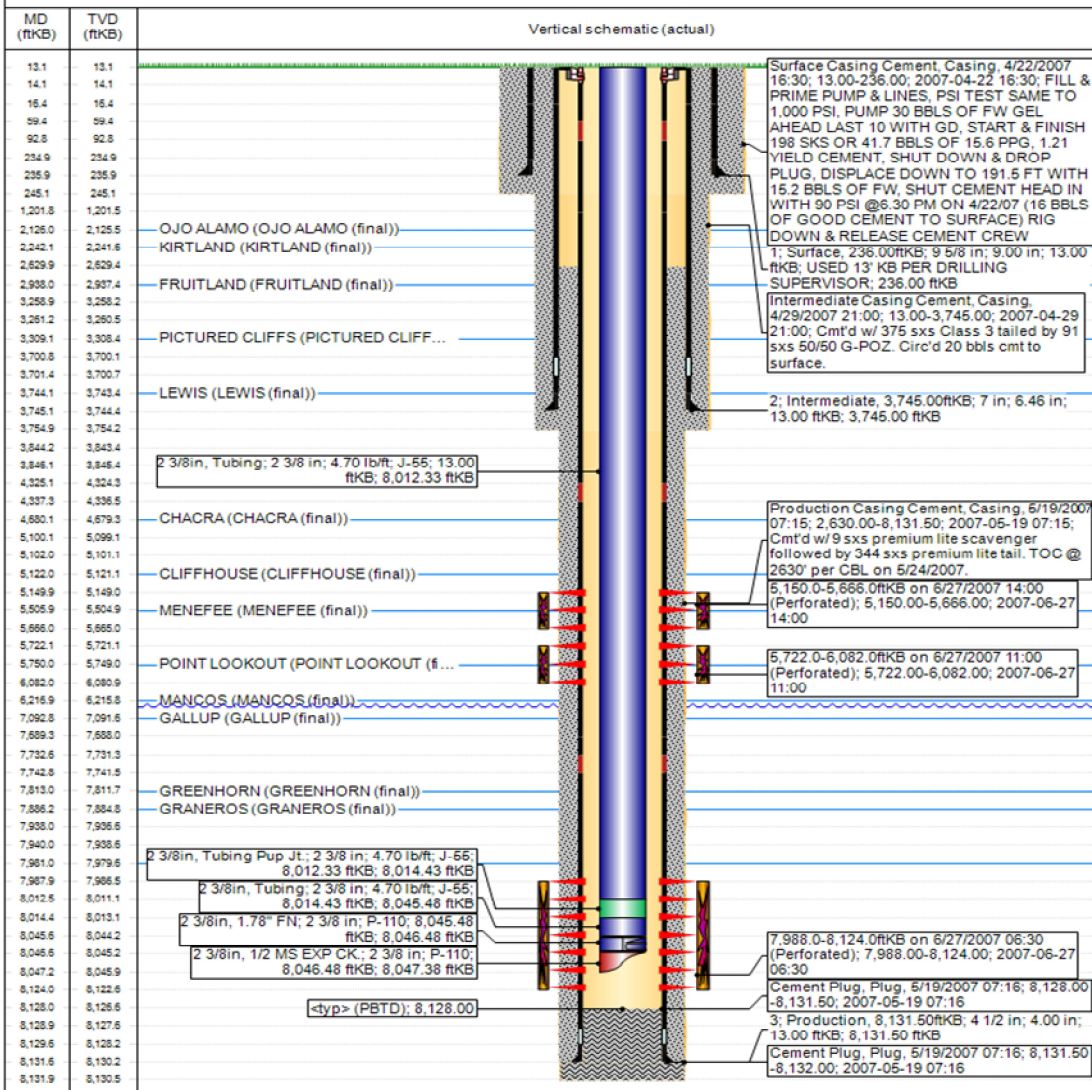 MD
(ftKB)
TVD
(ftKB)
Vertical schematic (actual)
13.1 13.1
14.1 14.1
16.4 16.4
59.4 59.4
92.8 92.8
234.9 234.9
235.9 235.9
245.1 245.1
1,201.8 1,201.5
2,126.0 2,125.5
2,242.1 2,241.6
2,629.9 2,629.4
2,938.0 2,937.4
3,258.9 3,258.2
3,261.2 3,260.5
3,309.1 3,308.4
3,700.8 3,700.1
3,701.4 3,700.7
3,744.1 3,743.4
3,745.1 3,744.4
3,754.9 3,754.2
3,844.2 3,843.4
3,846.1 3,845.4
4,325.1 4,324.3
4,337.3 4,336.5
4,680.1 4,679.3
5,100.1 5,099.1
5,102.0 5,101.1
5,122.0 5,121.1
5,149.9 5,149.0
5,505.9 5,504.9
5,666.0 5,665.0
5,722.1 5,721.1
5,750.0 5,749.0
6,082.0 6,080.9
6,216.9 6,215.8
7,092.8 7,091.6
7,689.3 7,688.0
7,732.6 7,731.3
7,742.8 7,741.5
7,813.0 7,811.7
7,886.2 7,884.8
7,938.0 7,936.6
7,940.0 7,938.6
7,981.0 7,979.6
7,987.9 7,986.5
8,012.5 8,011.1
8,014.4 8,013.1
8,045.6 8,044.2
8,046.6 8,045.2
8,047.2 8,045.9
8,124.0 8,122.6
8,128.0 8,126.6
8,128.9 8,127.6
8,129.6 8,128.2
8,131.6 8,130.2
8,131.9 8,130.5
OJO ALAMO (OJO ALAMO (final))
KIRTLAND (KIRTLAND (final))
FRUITLAND (FRUITLAND (final))
PICTURED CLIFFS (PICTURED CLIFF...
LEWIS (LEWIS (final))
2 3/8in, Tubing; 2 3/8 in; 4.70 lb/ft; J-55; 13.00
ftKB; 8,012.33 ftKB
CHACRA (CHACRA (final))
CLIFFHOUSE (CLIFFHOUSE (final))
MENEFEE (MENEFEE (final))
POINT LOOKOUT (POINT LOOKOUT (fi...
MANCOS (MANCOS (final))
GALLUP (GALLUP (final))
GREENHORN (GREENHORN (final))
GRANEROS (GRANEROS (final))
2 3/8in, Tubing Pup Jt.; 2 3/8 in; 4.70 lb/ft; J-55;
8,012.33 ftKB; 8,014.43 ftKB
2 3/8in, Tubing; 2 3/8 in; 4.70 lb/ft; J-55;
8,014.43 ftKB; 8,045.48 ftKB
2 3/8in, 1.78" FN; 2 3/8 in; P-110; 8,045.48
ftKB; 8,046.48 ftKB
2 3/8in, 1/2 MS EXP CK.; 2 3/8 in; P-110;
8,046.48 ftKB; 8,047.38 ftKB
<typ> (PBTD); 8,128.00
Surface Casing Cement, Casing, 4/22/2007
16:30; 13.00-236.00; 2007-04-22 16:30; FILL &
PRIME PUMP & LINES, PSI TEST SAME TO
1,000 PSI, PUMP 30 BBLS OF FW GEL
AHEAD LAST 10 WITH GD, START & FINISH
198 SKS OR 41.7 BBLS OF 15.6 PPG, 1.21
YIELD CEMENT, SHUT DOWN & DROP
PLUG, DISPLACE DOWN TO 191.5 FT WITH
15.2 BBLS OF FW, SHUT CEMENT HEAD IN
WITH 90 PSI @6.30 PM ON 4/22/07 (16 BBLS
OF GOOD CEMENT TO SURFACE) RIG
DOWN & RELEASE CEMENT CREW
1; Surface, 236.00ftKB; 9 5/8 in; 9.00 in; 13.00
ftKB; USED 13' KB PER DRILLING
SUPERVISOR; 236.00 ftKB
Intermediate Casing Cement, Casing,
4/29/2007 21:00; 13.00-3,745.00; 2007-04-29
21:00; Cmt'd w/ 375 sxs Class 3 tailed by 91
sxs 50/50 G-POZ. Circ'd 20 bbls cmt to
surface.
2; Intermediate, 3,745.00ftKB; 7 in; 6.46 in;
13.00 ftKB; 3,745.00 ftKB
Production Casing Cement, Casing, 5/19/2007
07:15; 2,630.00-8,131.50; 2007-05-19 07:15;
Cmt'd w/ 9 sxs premium lite scavenger
followed by 344 sxs premium lite tail. TOC @
2630' per CBL on 5/24/2007.
5,150.0-5,666.0ftKB on 6/27/2007 14:00
(Perforated); 5,150.00-5,666.00; 2007-06-27
14:00
5,722.0-6,082.0ftKB on 6/27/2007 11:00
(Perforated); 5,722.00-6,082.00; 2007-06-27
11:00
7,988.0-8,124.0ftKB on 6/27/2007 06:30
(Perforated); 7,988.00-8,124.00; 2007-06-27
06:30
Cement Plug, Plug, 5/19/2007 07:16; 8,128.00
-8,131.50; 2007-05-19 07:16
3; Production, 8,131.50ftKB; 4 1/2 in; 4.00 in;
13.00 ftKB; 8,131.50 ftKB
Cement Plug, Plug, 5/19/2007 07:16; 8,131.50
-8,132.00; 2007-05-19 07:16